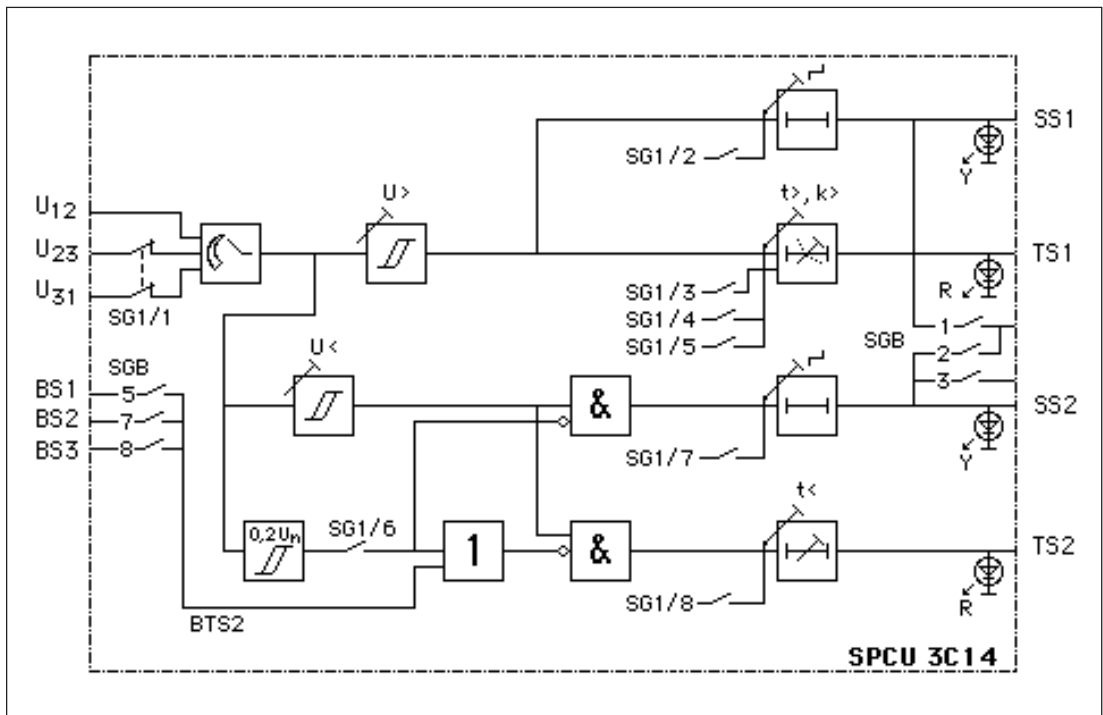 SS1
SG1/2
Y
U>
t>, k>
U12
U23
U31
SG1/1
TS1
R
SG1/3
SG1/4
SG1/5
SGB
1
2
3
U<
SGB
BS1 5
BS2 7
BS3 8
&
SS2
SG1/7
Y
t<
0,2Un
SG1/6
1
&
TS2
SG1/8
R
BTS2
SPCU 3C14